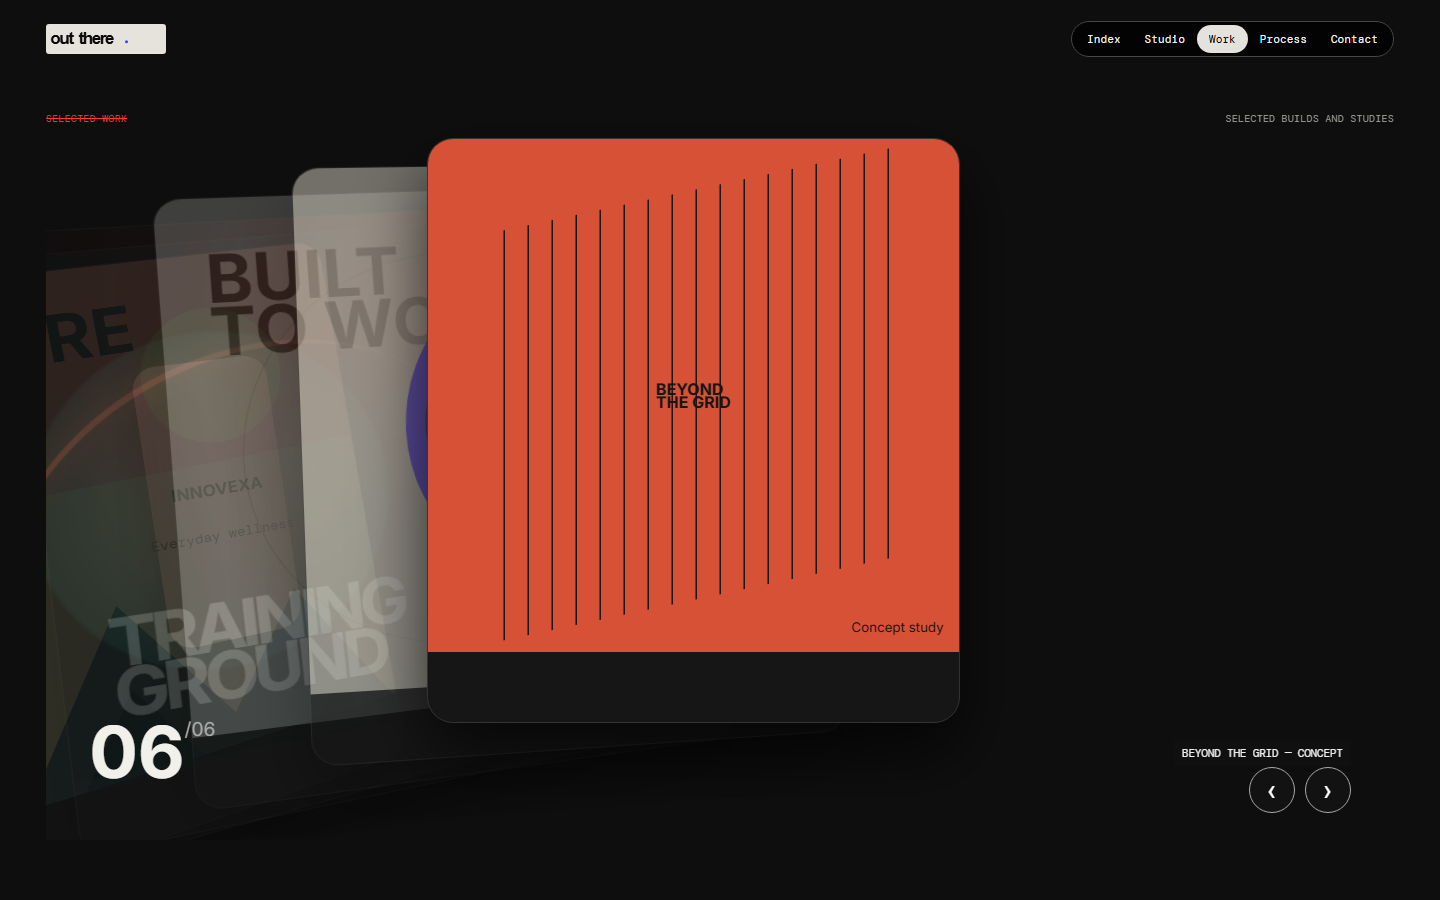 out there .
Index Studio Work Process Contact
SELECTED WORK
SELECTED BUILDS AND STUDIES
RE
BUILT
TO WO
INNOVEXA
Everyday wellness
TRAINING
GROUND
BEYOND
THE GRID
Concept study
06/06
BEYOND THE GRID — CONCEPT
❮ ❯